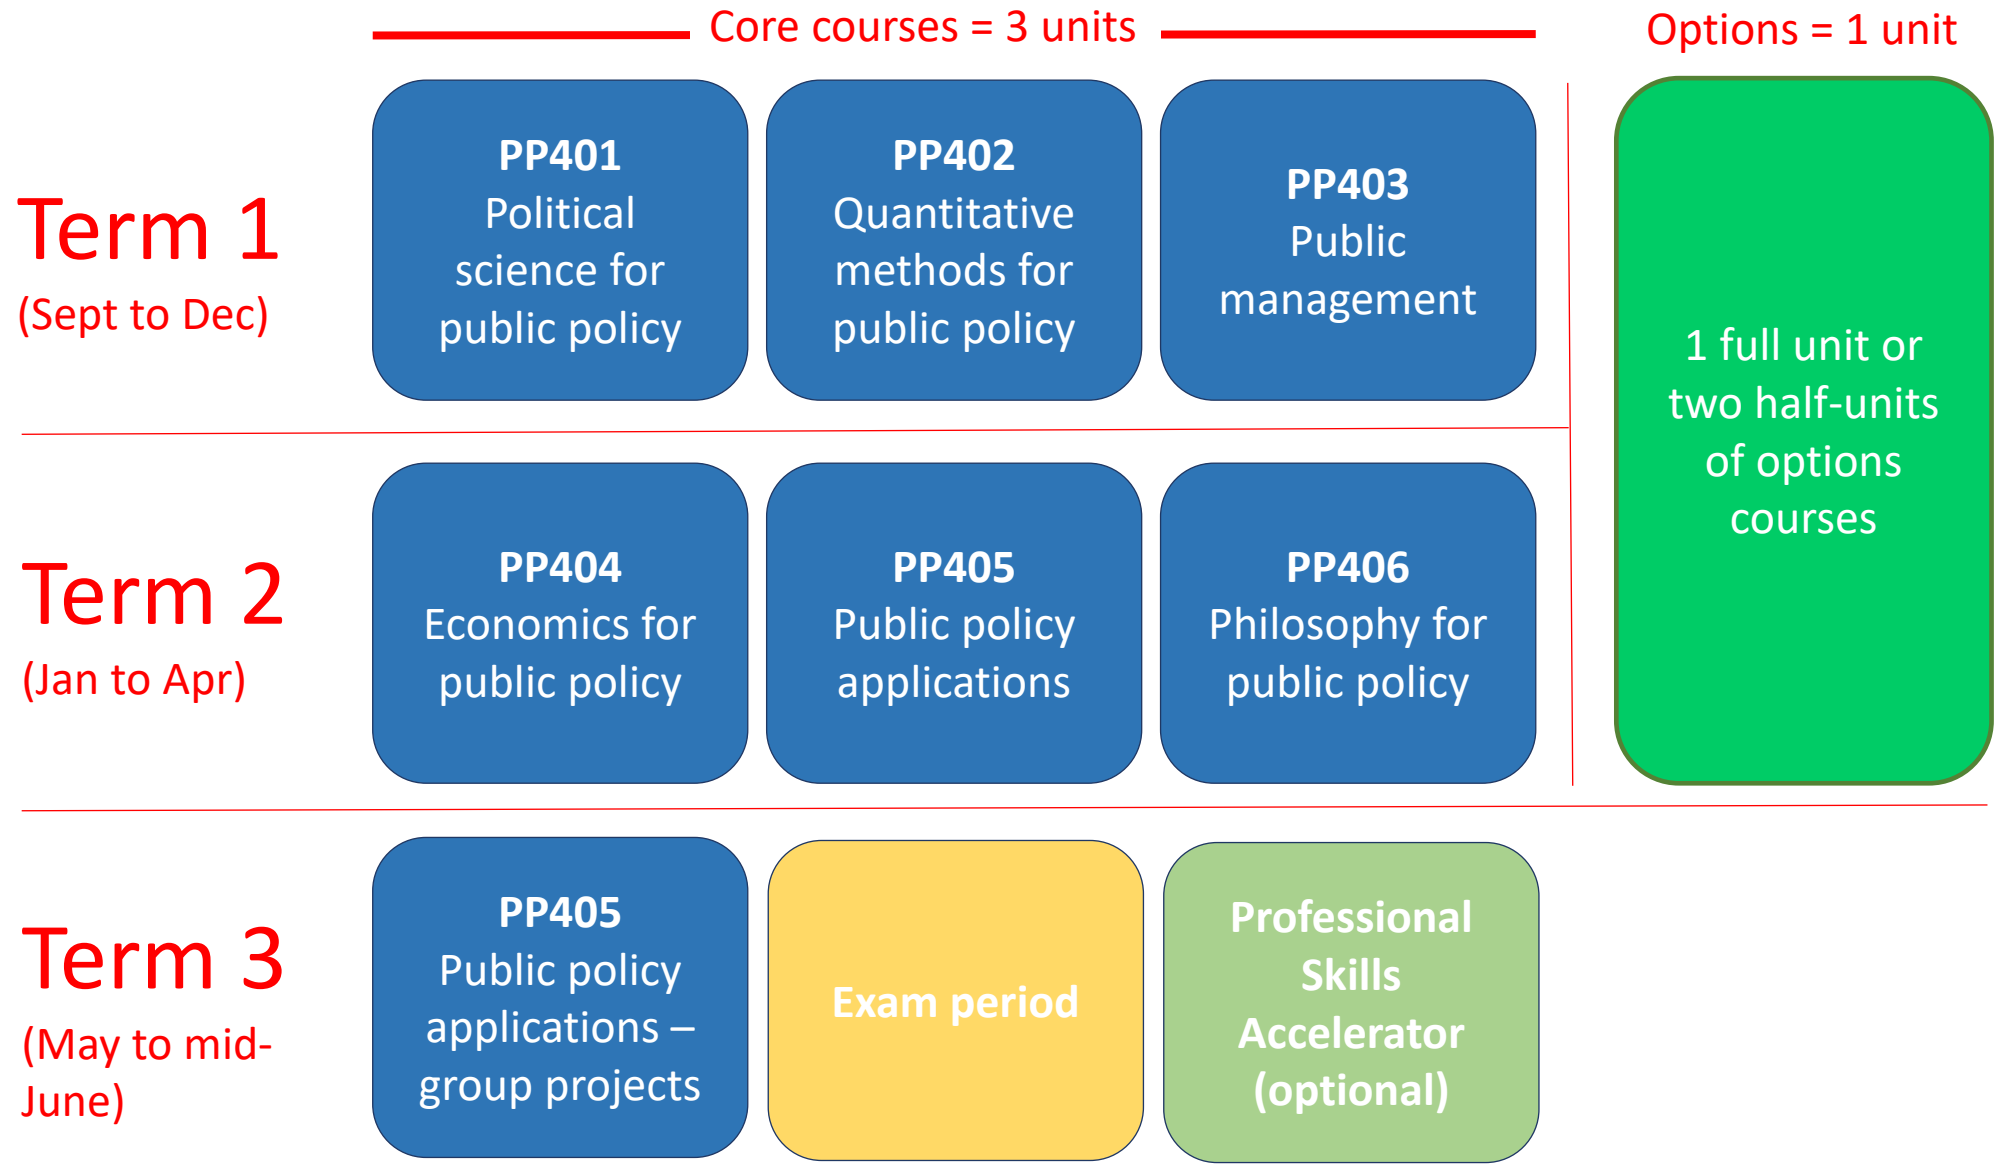 Core courses = 3 units
Options = 1 unit
Term 1
(Sept to Dec)
PP401
Political
science for
public policy
PP402
Quantitative
methods for
public policy
PP403
Public
management
1 full unit or
two half-units
of options
courses
Term 2
(Jan to Apr)
PP404
Economics for
public policy
PP405
Public policy
applications
PP406
Philosophy for
public policy
Term 3
(May to mid-
June)
PP405
Public policy
applications –
group projects
Exam period
Professional
Skills
Accelerator
(optional)